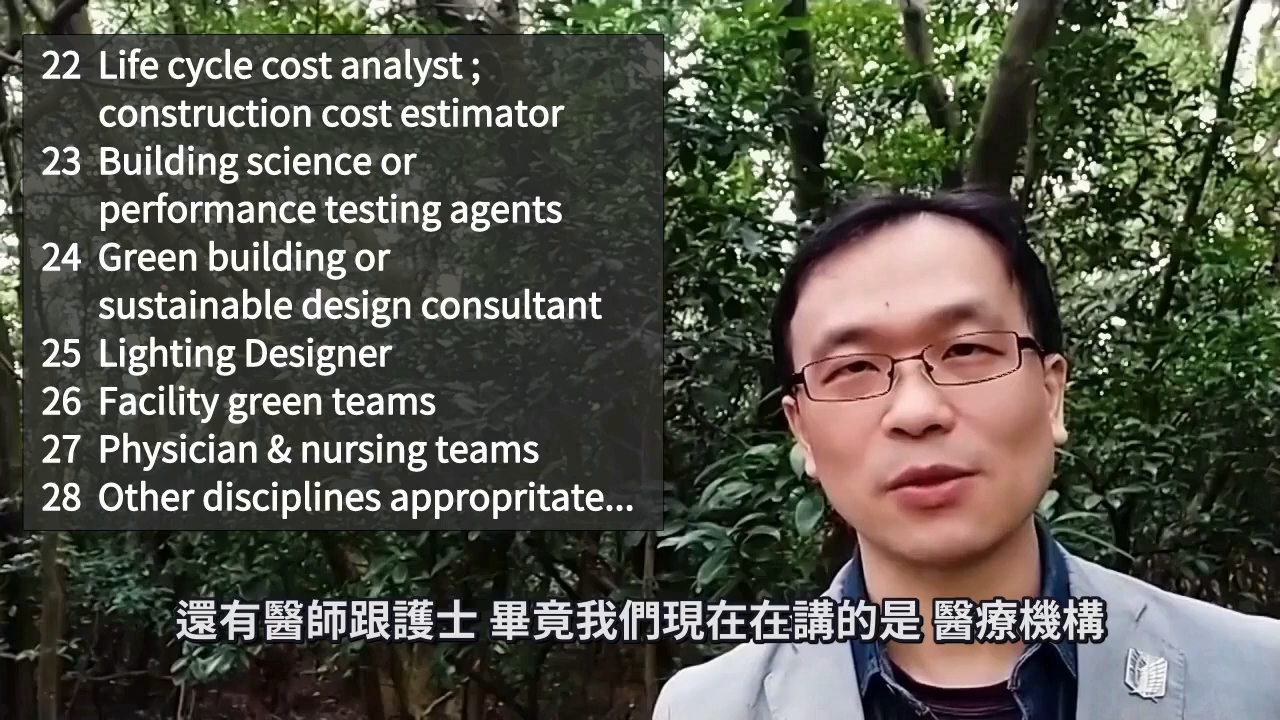 22 Life cycle cost analyst ;
construction cost estimator
23 Building science or
performance testing agents
24 Green building or
sustainable design consultant
25 Lighting Designer
26 Facility green teams
27 Physician & nursing teams
28 Other disciplines appropritate...
還有醫師跟護士 畢竟我們現在在講的是 醫療機構